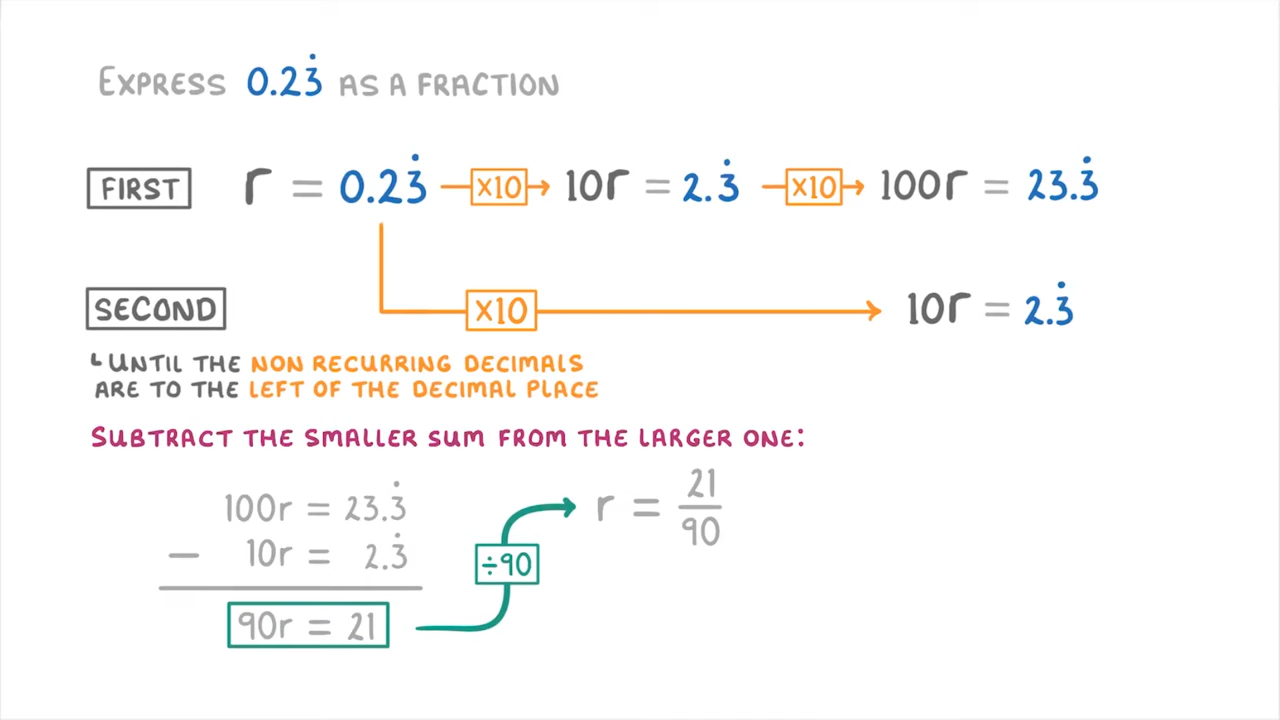 EXPRESS 0.23̇ AS A FRACTION
FIRST r = 0.23̇ ×10 10r = 2.3̇ ×10 100r = 23.3̇
SECOND ×10 10r = 2.3̇
↳ UNTIL THE NON RECURRING DECIMALS
ARE TO THE LEFT OF THE DECIMAL PLACE
SUBTRACT THE SMALLER SUM FROM THE LARGER ONE:
100r = 23.3̇
− 10r = 2.3̇
90r = 21
÷90
r = 21/90